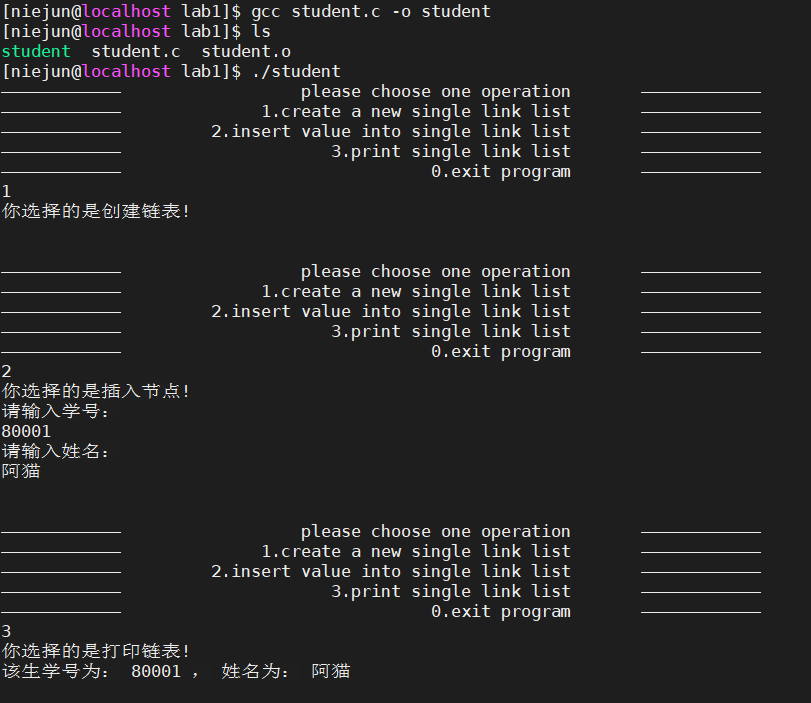 [niejun@localhost lab1]$ gcc student.c -o student
[niejun@localhost lab1]$ ls
student  student.c  student.o
[niejun@localhost lab1]$ ./student
———————————— please choose one operation ————————————
———————————— 1.create a new single link list ————————————
———————————— 2.insert value into single link list ————————————
———————————— 3.print single link list ————————————
———————————— 0.exit program ————————————
1
你选择的是创建链表!
———————————— please choose one operation ————————————
———————————— 1.create a new single link list ————————————
———————————— 2.insert value into single link list ————————————
———————————— 3.print single link list ————————————
———————————— 0.exit program ————————————
2
你选择的是插入节点!
请输入学号：
80001
请输入姓名：
阿猫
———————————— please choose one operation ————————————
———————————— 1.create a new single link list ————————————
———————————— 2.insert value into single link list ————————————
———————————— 3.print single link list ————————————
———————————— 0.exit program ————————————
3
你选择的是打印链表!
该生学号为： 80001 ， 姓名为： 阿猫